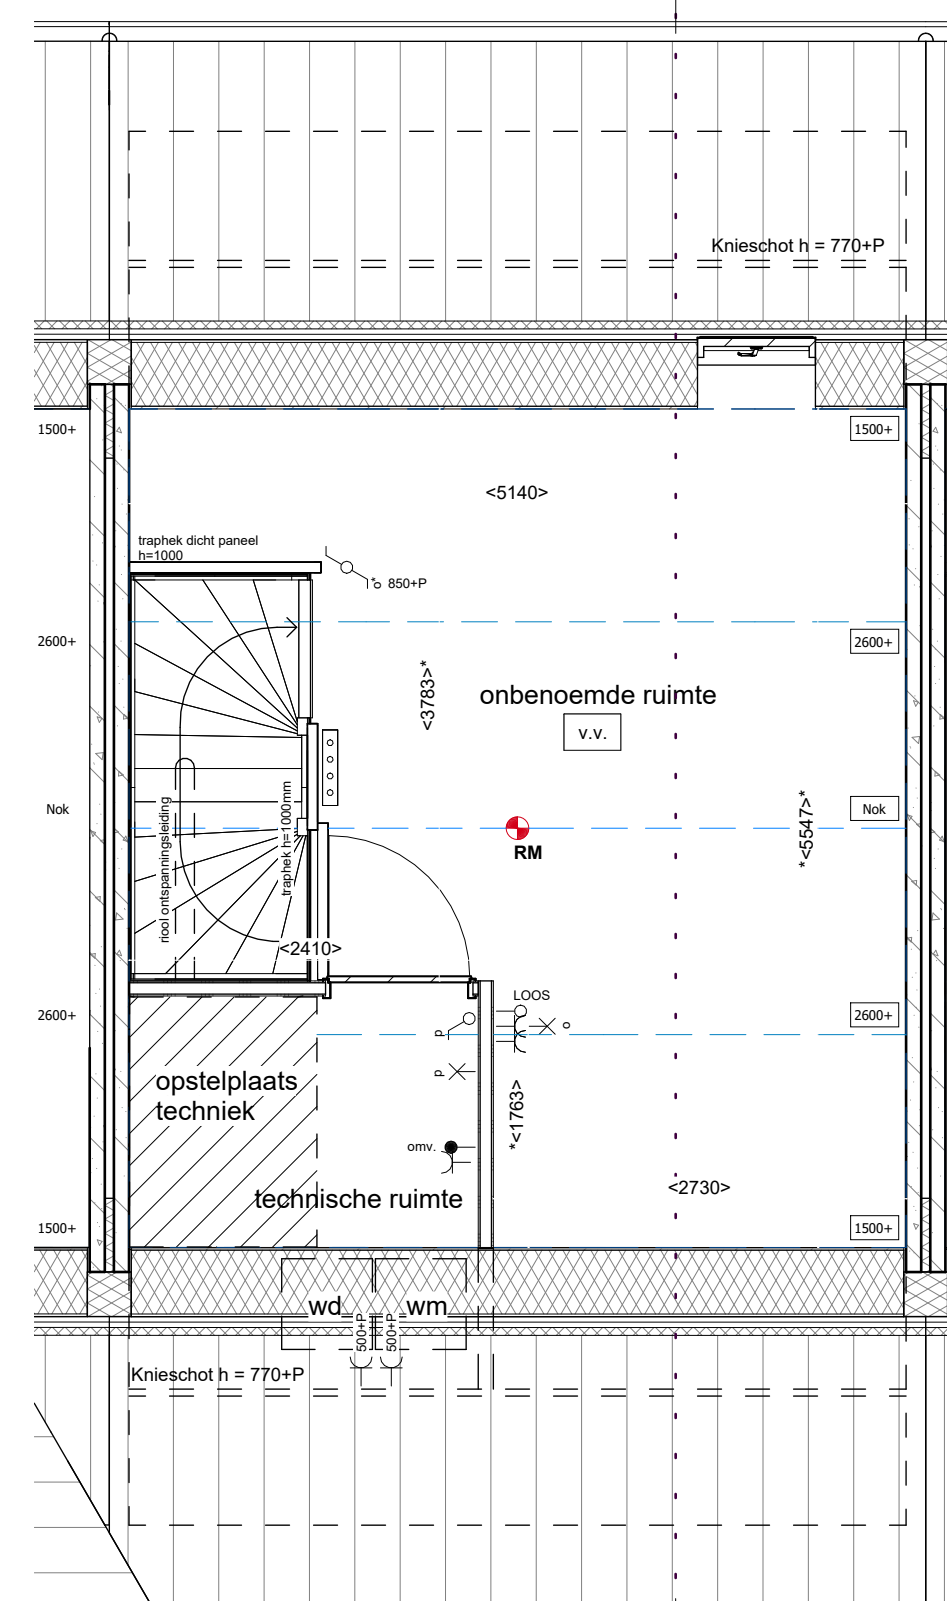 Knieschot h = 770+P
1500+
1500+
<5140>
traphek dicht paneel
h=1000
850+P
2600+
2600+
<3783>*
onbenoemde ruimte
v.v.
Nok
Nok
riool ontspanningsleiding
traphek h=1000mm
*<5547>*
RM
<2410>
LOOS
2600+
2600+
p
o
p
opstelplaats
techniek
*<1763>
omv.
<2730>
technische ruimte
1500+
1500+
wd
wm
500+P
500+P
Knieschot h = 770+P